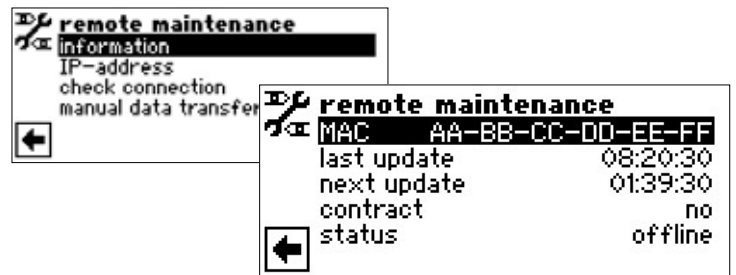 remote maintenance
information
IP-address
check connection
manual data transfer
remote maintenance
MAC AA-BB-CC-DD-EE-FF
last update 08:20:30
next update 01:39:30
contract no
status offline